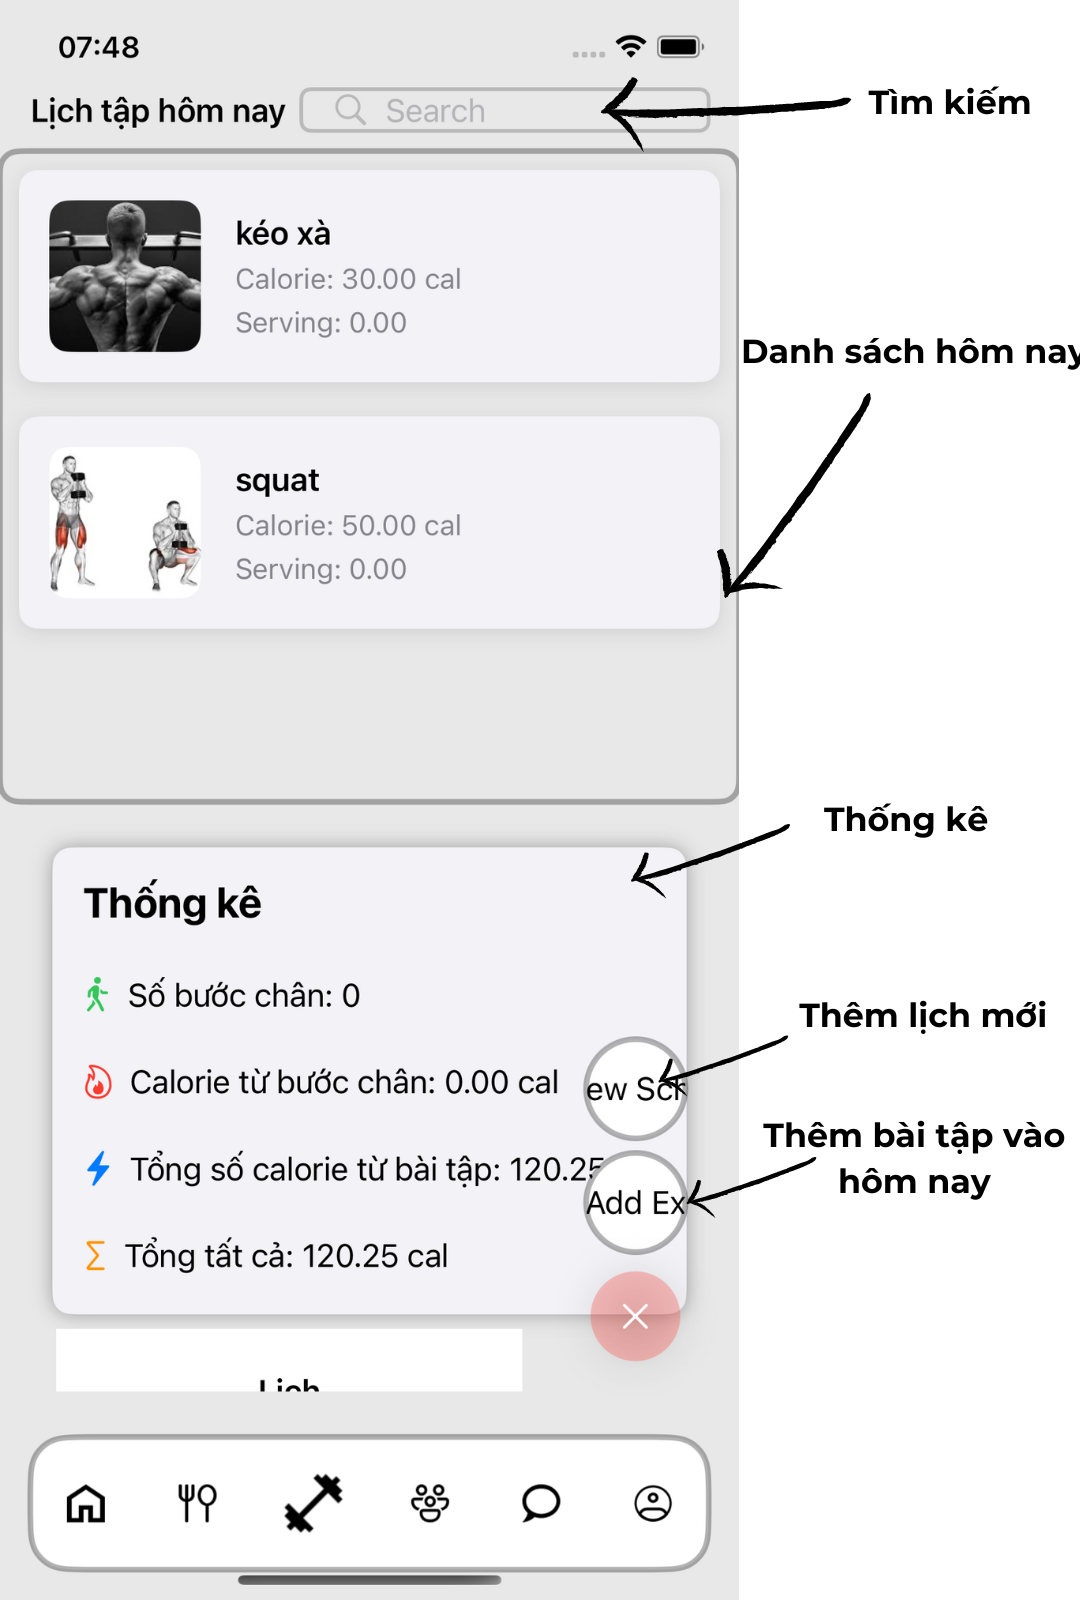 07:48
Lịch tập hôm nay
Search
Tìm kiếm
kéo xà
Calorie: 30.00 cal
Serving: 0.00
Danh sách hôm nay
squat
Calorie: 50.00 cal
Serving: 0.00
Thống kê
Thống kê
Số bước chân: 0
Thêm lịch mới
Calorie từ bước chân: 0.00 cal
ew Sch
Thêm bài tập vào
hôm nay
Tổng số calorie từ bài tập: 120.25
Add Ex
Tổng tất cả: 120.25 cal
Lịch